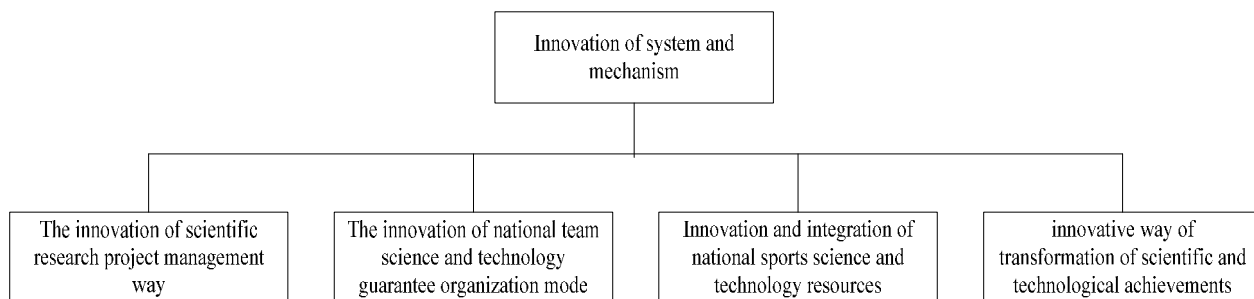 Innovation of system and
mechanism
The innovation of scientific
research project management
way
The innovation of national team
science and technology
guarantee organization mode
Innovation and integration of
national sports science and
technology resources
innovative way of
transformation of scientific and
technological achievements